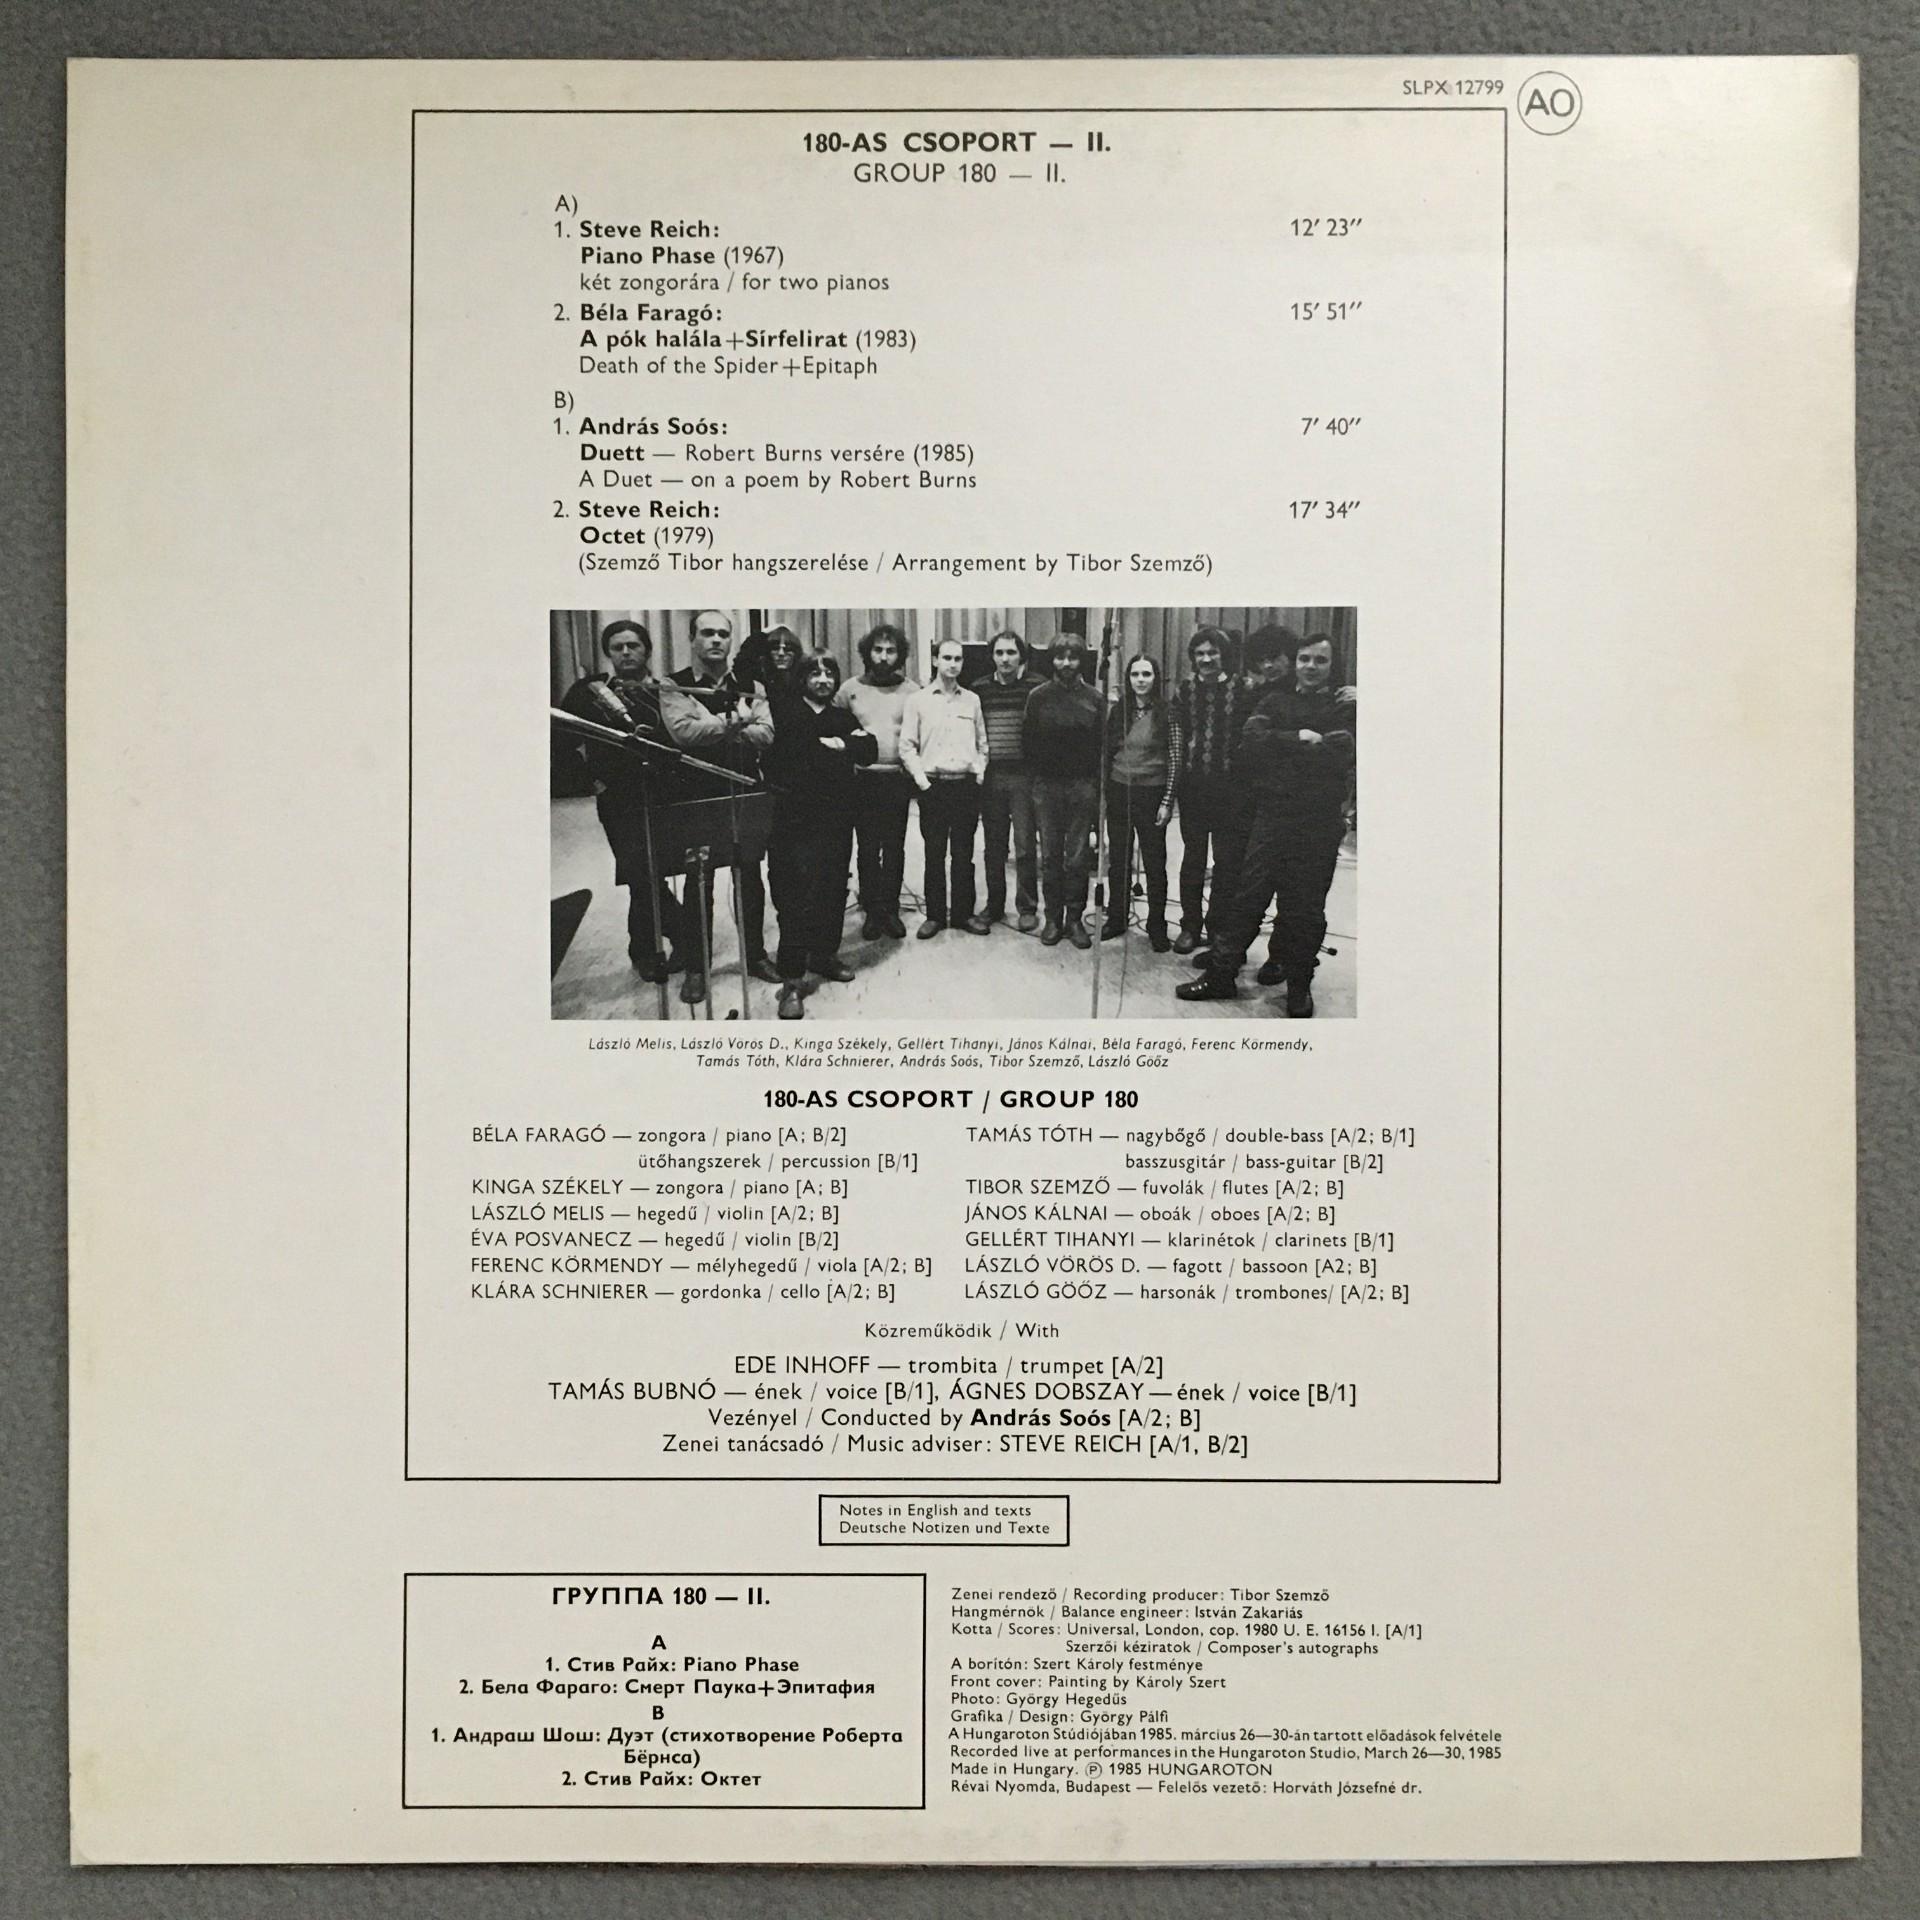 SLPX 12799
AO
180-AS CSOPORT — II.
GROUP 180 — II.
A)
1. Steve Reich: 12′ 23″
Piano Phase (1967)
két zongorára / for two pianos
2. Béla Faragó: 15′ 51″
A pók halála+Sírfelirat (1983)
Death of the Spider+Epitaph
B)
1. András Soós: 7′ 40″
Duett — Robert Burns versére (1985)
A Duet — on a poem by Robert Burns
2. Steve Reich: 17′ 34″
Octet (1979)
(Szemző Tibor hangszerelése / Arrangement by Tibor Szemző)
László Melis, László Vörös D., Kinga Székely, Gellért Tihanyi, János Kálnai, Béla Faragó, Ferenc Körmendy,
Tamás Tóth, Klára Schnierer, András Soós, Tibor Szemző, László Gööz
180-AS CSOPORT / GROUP 180
BÉLA FARAGÓ — zongora / piano [A; B/2]
ütőhangszerek / percussion [B/1]
KINGA SZÉKELY — zongora / piano [A; B]
LÁSZLÓ MELIS — hegedű / violin [A/2; B]
ÉVA POSVANECZ — hegedű / violin [B/2]
FERENC KÖRMENDY — mélyhegedű / viola [A/2; B]
KLÁRA SCHNIERER — gordonka / cello [A/2; B]
TAMÁS TÓTH — nagybőgő / double-bass [A/2; B/1]
basszusgitár / bass-guitar [B/2]
TIBOR SZEMZŐ — fuvolák / flutes [A/2; B]
JÁNOS KÁLNAI — oboák / oboes [A/2; B]
GELLÉRT TIHANYI — klarinétok / clarinets [B/1]
LÁSZLÓ VÖRÖS D. — fagott / bassoon [A2; B]
LÁSZLÓ GÖŐZ — harsonák / trombones/ [A/2; B]
Közreműködik / With
EDE INHOFF — trombita / trumpet [A/2]
TAMÁS BUBNÓ — ének / voice [B/1], ÁGNES DOBSZAY — ének / voice [B/1]
Vezényel / Conducted by András Soós [A/2; B]
Zenei tanácsadó / Music adviser: STEVE REICH [A/1, B/2]
Notes in English and texts
Deutsche Notizen und Texte
ГРУППА 180 — II.
A
1. Стив Райх: Piano Phase
2. Бела Фараго: Смерт Паука+Эпитафия
B
1. Андраш Шош: Дуэт (стихотворение Роберта
Бёрнса)
2. Стив Райх: Октет
Zenei rendező / Recording producer: Tibor Szemző
Hangmérnök / Balance engineer: István Zakariás
Kotta / Scores: Universal, London, cop. 1980 U. E. 16156 l. [A/1]
Szerzői kéziratok / Composer's autographs
A borítón: Szert Károly festménye
Front cover: Painting by Károly Szert
Photo: György Hegedűs
Grafika / Design: György Pálfi
A Hungaroton Stúdiójában 1985. március 26—30-án tartott előadások felvétele
Recorded live at performances in the Hungaroton Studio, March 26—30, 1985
Made in Hungary. Ⓟ 1985 HUNGAROTON
Révai Nyomda, Budapest — Felelős vezető: Horváth Józsefné dr.